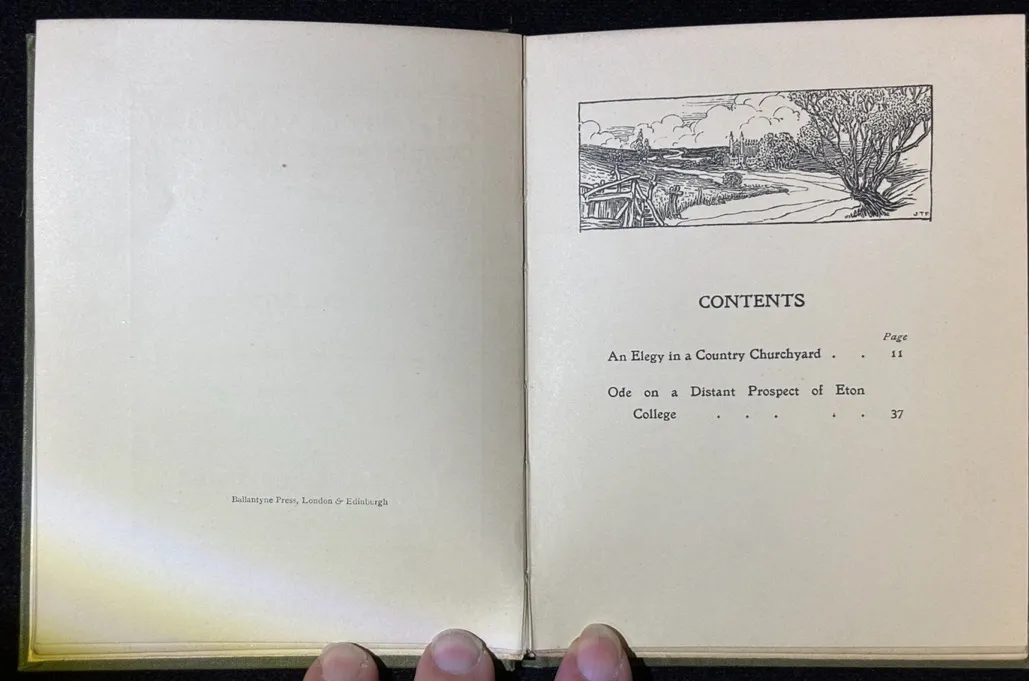 Ballantyne Press, London & Edinburgh
J.T.F
CONTENTS
Page
An Elegy in a Country Churchyard . . 11
Ode on a Distant Prospect of Eton
College . . . . . 37